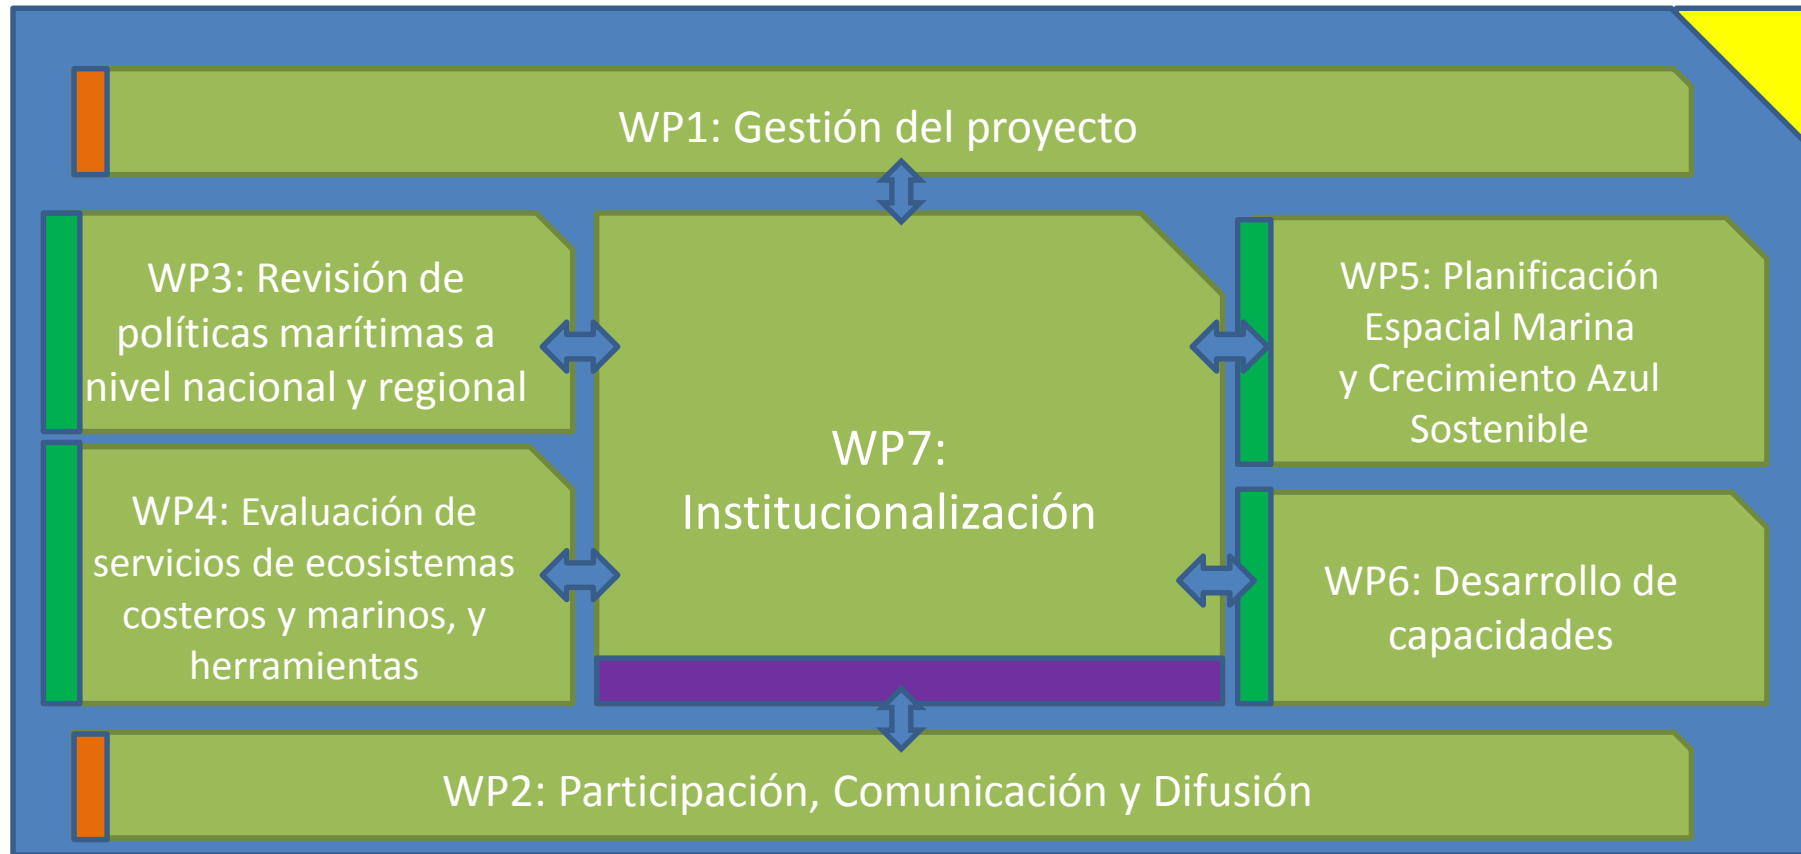 WP1: Gestión del proyecto
WP3: Revisión de
políticas marítimas a
nivel nacional y regional
WP4: Evaluación de
servicios de ecosistemas
costeros y marinos, y
herramientas
WP7:
Institucionalización
WP5: Planificación
Espacial Marina
y Crecimiento Azul
Sostenible
WP6: Desarrollo de
capacidades
WP2: Participación, Comunicación y Difusión